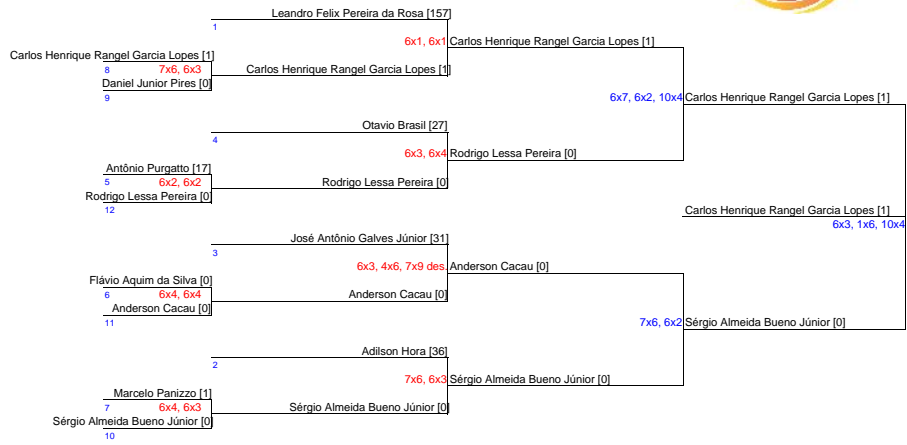 Leandro Felix Pereira da Rosa [157]
1
6x1, 6x1 Carlos Henrique Rangel Garcia Lopes [1]
Carlos Henrique Rangel Garcia Lopes [1]
8 7x6, 6x3 Carlos Henrique Rangel Garcia Lopes [1]
Daniel Junior Pires [0]
9
6x7, 6x2, 10x4 Carlos Henrique Rangel Garcia Lopes [1]
Otavio Brasil [27]
4
6x3, 6x4 Rodrigo Lessa Pereira [0]
Antônio Purgatto [17]
5 6x2, 6x2 Rodrigo Lessa Pereira [0]
Rodrigo Lessa Pereira [0]
12
Carlos Henrique Rangel Garcia Lopes [1]
6x3, 1x6, 10x4
José Antônio Galves Júnior [31]
3
6x3, 4x6, 7x9 des. Anderson Cacau [0]
Flávio Aquim da Silva [0]
6 6x4, 6x4 Anderson Cacau [0]
Anderson Cacau [0]
11
7x6, 6x2 Sérgio Almeida Bueno Júnior [0]
Adilson Hora [36]
2
7x6, 6x3 Sérgio Almeida Bueno Júnior [0]
Marcelo Panizzo [1]
7 6x4, 6x3 Sérgio Almeida Bueno Júnior [0]
Sérgio Almeida Bueno Júnior [0]
10